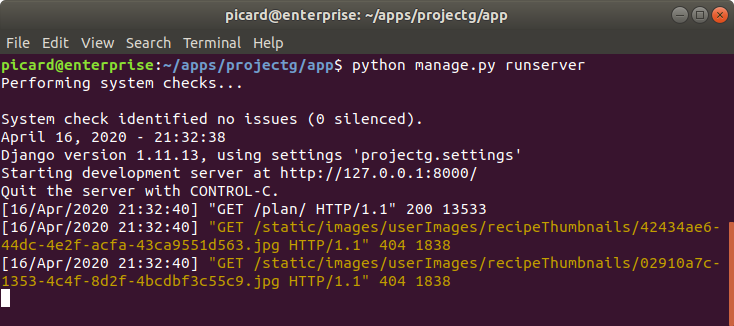 picard@enterprise: ~/apps/projectg/app
File Edit View Search Terminal Help
picard@enterprise:~/apps/projectg/app$ python manage.py runserver
Performing system checks...
System check identified no issues (0 silenced).
April 16, 2020 - 21:32:38
Django version 1.11.13, using settings 'projectg.settings'
Starting development server at http://127.0.0.1:8000/
Quit the server with CONTROL-C.
[16/Apr/2020 21:32:40] "GET /plan/ HTTP/1.1" 200 13533
[16/Apr/2020 21:32:40] "GET /static/images/userImages/recipeThumbnails/42434ae6-
44dc-4e2f-acfa-43ca9551d563.jpg HTTP/1.1" 404 1838
[16/Apr/2020 21:32:40] "GET /static/images/userImages/recipeThumbnails/02910a7c-
1353-4c4f-8d2f-4bcdbf3c55c9.jpg HTTP/1.1" 404 1838